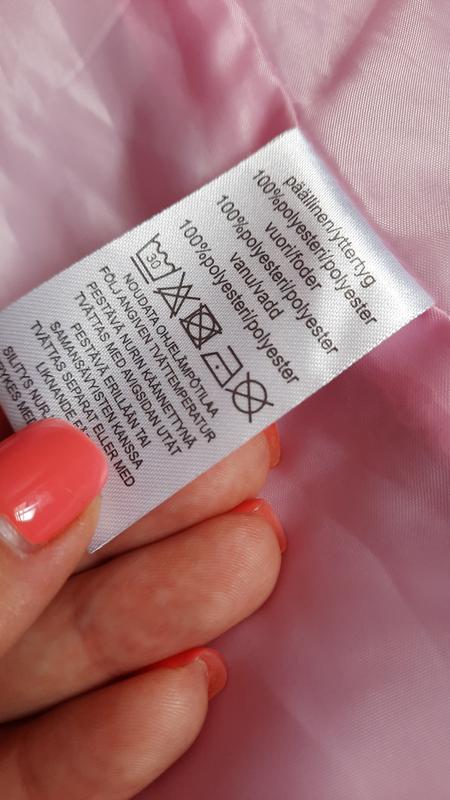 päällinen/yttertyg
100%polyesteri/polyester
vuori/foder
100%polyesteri/polyester
vanu/vadd
100%polyesteri/polyester
30
NOUDATA OHJELÄMPÖTILAA
FÖLJ ANGIVEN TVÄTTEMPERATUR
PESTÄVÄ NURIN KÄÄNNETTYNÄ
TVÄTTAS MED AVIGSIDAN UTÅT
PESTÄVÄ ERILLÄÄN TAI
SAMANSÄVYISTEN KANSSA
TVÄTTAS SEPARAT ELLER MED
LIKNANDE
SILITYS